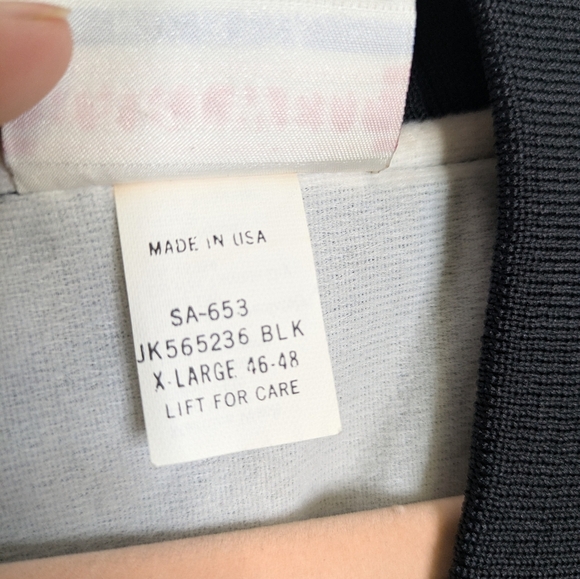 MADE IN USA
SA-653
JK565236 BLK
X-LARGE 46-48
LIFT FOR CARE